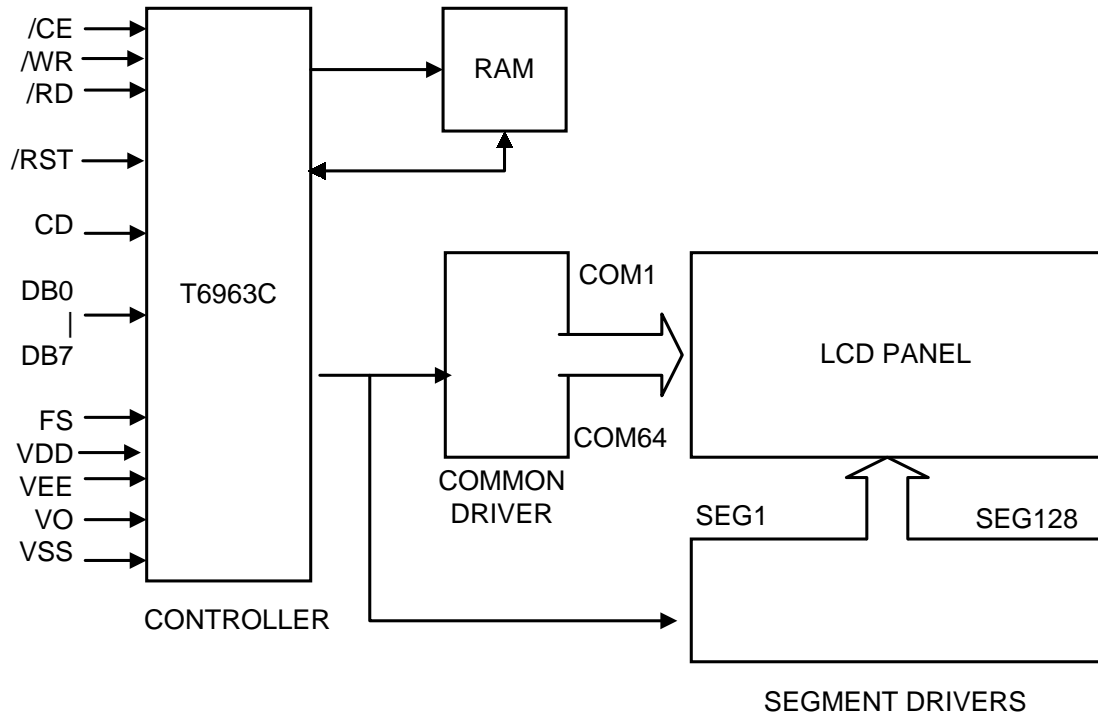 /CE
/WR
/RD
/RST
CD
DB0
|
DB7
FS
VDD
VEE
VO
VSS
T6963C
CONTROLLER
RAM
COMMON
DRIVER
COM1
COM64
LCD PANEL
SEG1
SEG128
SEGMENT DRIVERS